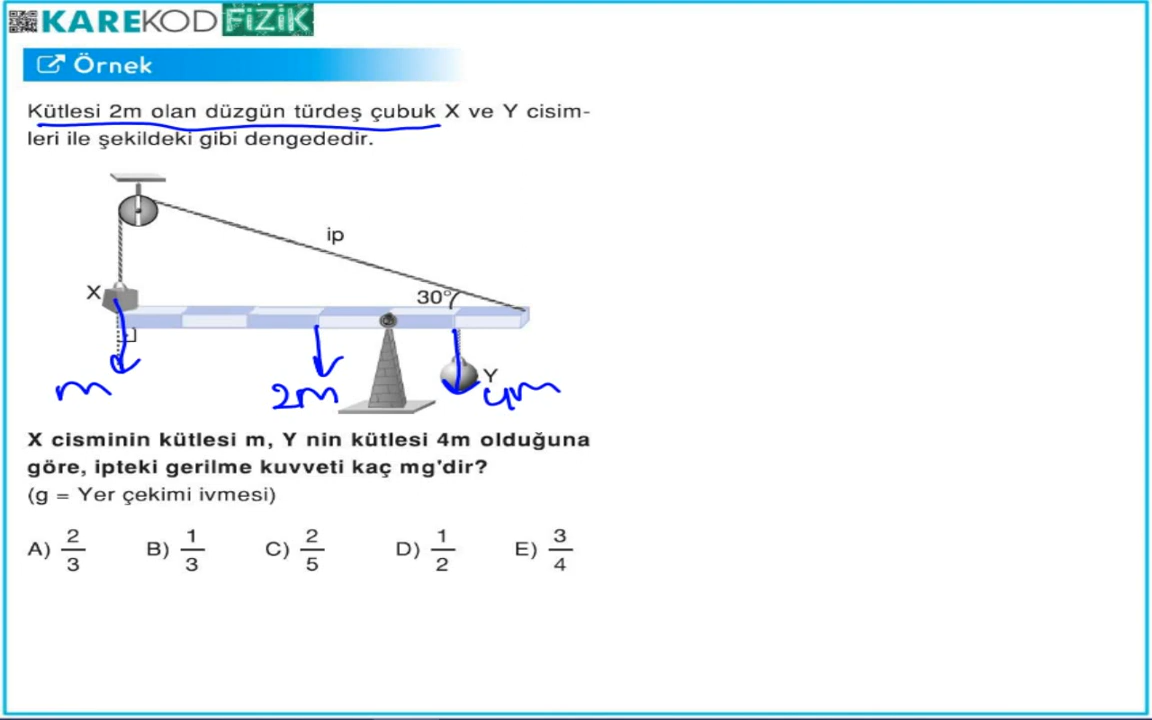 KAREKOD FİZİK
Örnek
Kütlesi 2m olan düzgün türdeş çubuk X ve Y cisim-
leri ile şekildeki gibi dengededir.
ip
X
30°
Y
m
2m
4m
X cisminin kütlesi m, Y nin kütlesi 4m olduğuna
göre, ipteki gerilme kuvveti kaç mg'dir?
(g = Yer çekimi ivmesi)
A) 2/3 B) 1/3 C) 2/5 D) 1/2 E) 3/4